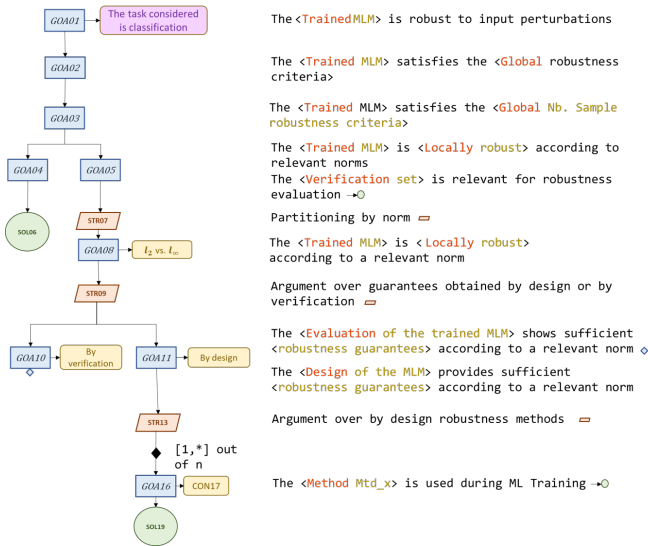 GOA01
The task considered
is classification
The <Trained MLM> is robust to input perturbations
GOA02
The <Trained MLM> satisfies the <Global robustness
criteria>
GOA03
The <Trained MLM> satisfies the <Global Nb. Sample
robustness criteria>
GOA04
GOA05
The <Trained MLM> is <Locally robust> according to
relevant norms
The <Verification set> is relevant for robustness
evaluation
SOL06
STR07
Partitioning by norm
GOA08
l₂ vs. l∞
The <Trained MLM> is < Locally robust>
according to a relevant norm
STR09
Argument over guarantees obtained by design or by
verification
GOA10
By
verification
GOA11
By design
The <Evaluation of the trained MLM> shows sufficient
<robustness guarantees> according to a relevant norm
The <Design of the MLM> provides sufficient
<robustness guarantees> according to a relevant norm
STR13
Argument over by design robustness methods
[1,*] out
of n
GOA16
CON17
The <Method Mtd_x> is used during ML Training
SOL19